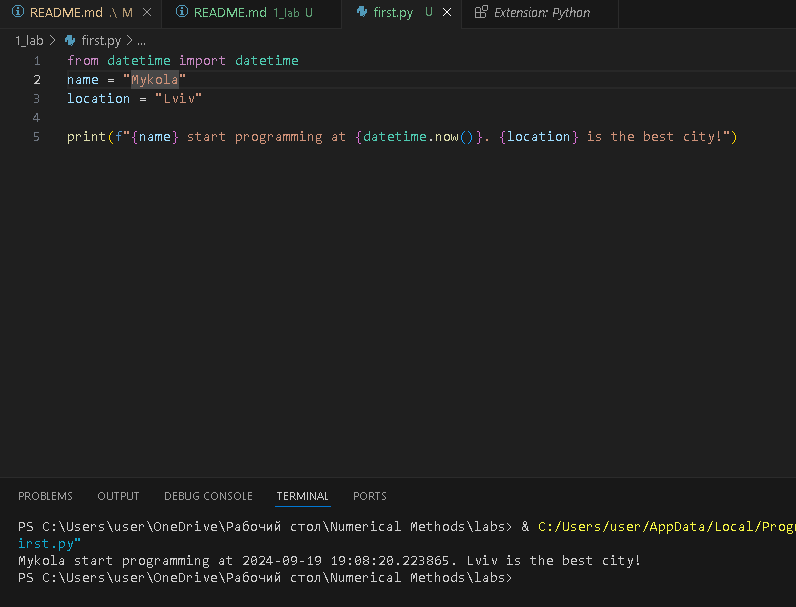 README.md .\ M
README.md 1_lab U
first.py U
Extension: Python
1_lab > first.py > ...
1 from datetime import datetime
2 name = "Mykola"
3 location = "Lviv"
4
5 print(f"{name} start programming at {datetime.now()}. {location} is the best city!")
PROBLEMS OUTPUT DEBUG CONSOLE TERMINAL PORTS
PS C:\Users\user\OneDrive\Рабочий стол\Numerical Methods\labs> & C:/Users/user/AppData/Local/Progr
irst.py"
Mykola start programming at 2024-09-19 19:08:20.223865. Lviv is the best city!
PS C:\Users\user\OneDrive\Рабочий стол\Numerical Methods\labs>